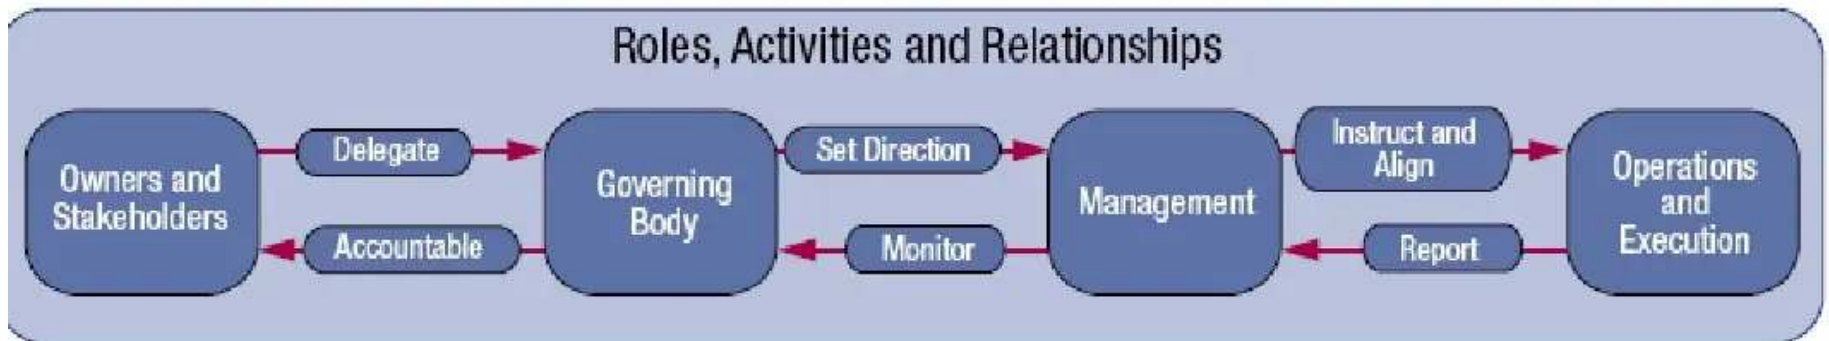 Roles, Activities and Relationships
Owners and
Stakeholders
Delegate
Accountable
Governing
Body
Set Direction
Monitor
Management
Instruct and
Align
Report
Operations
and
Execution